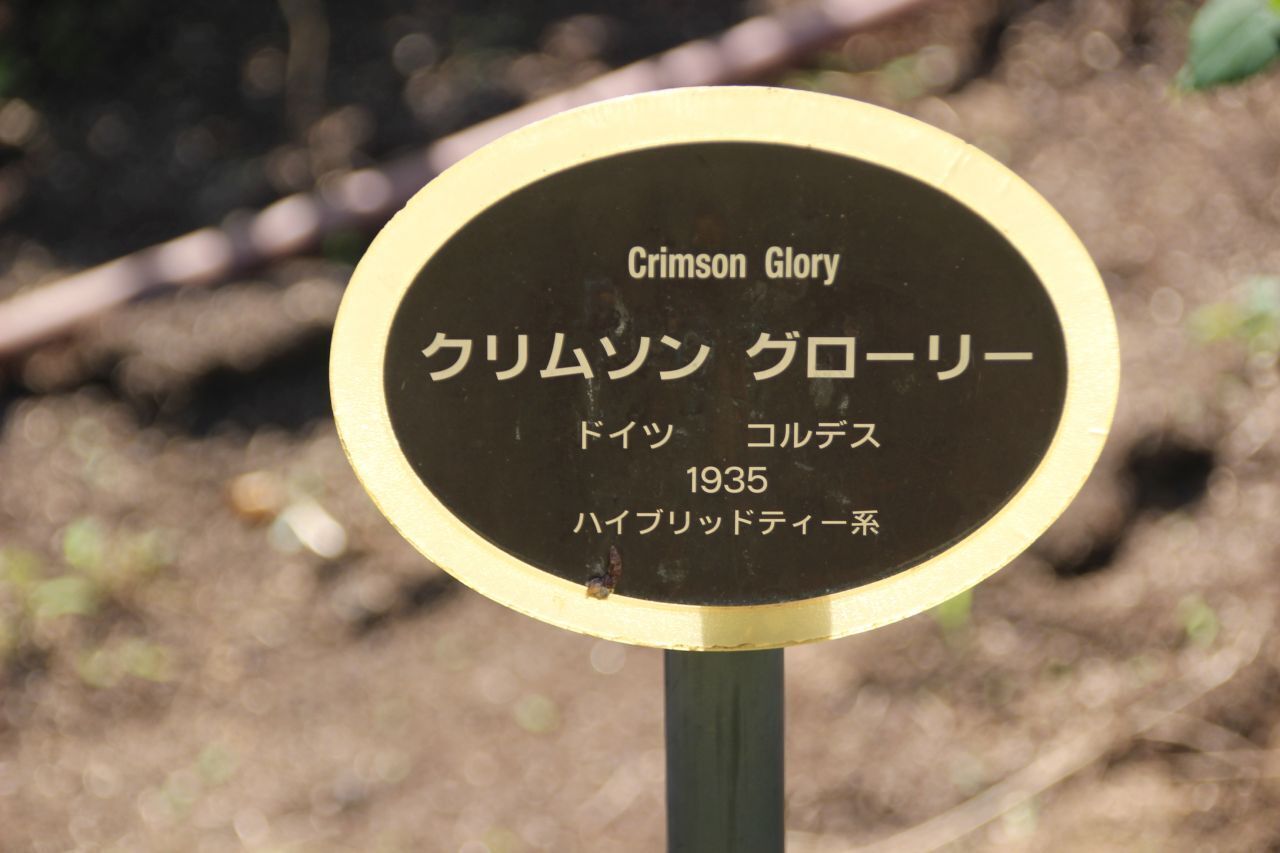 Crimson Glory
クリムソン グローリー
ドイツ　コルデス
1935
ハイブリッドティー系